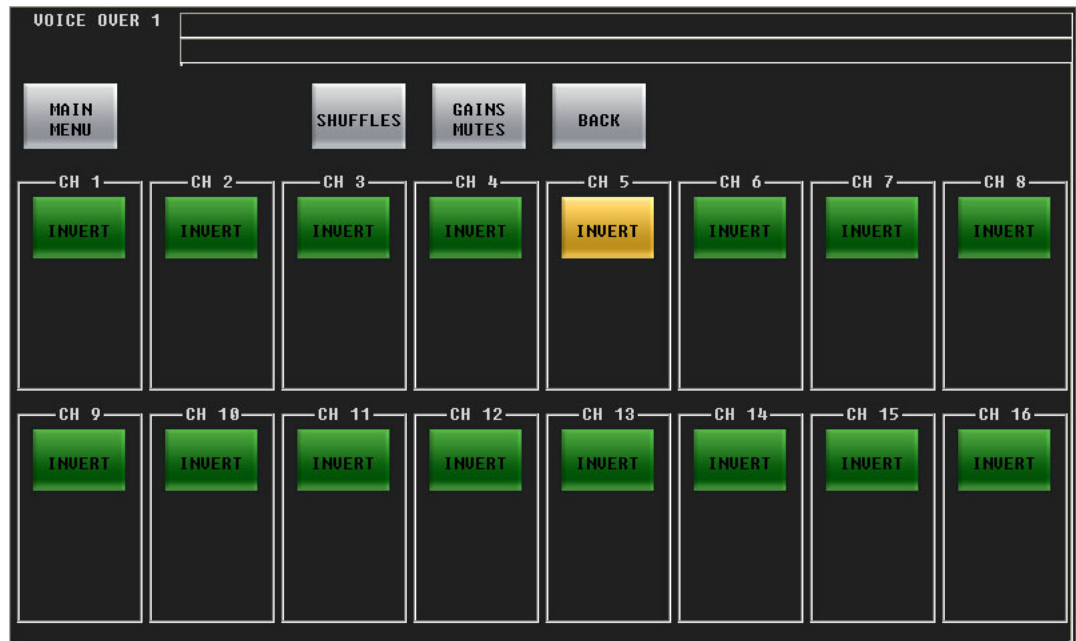 VOICE OVER 1
MAIN MENU
SHUFFLES
GAINS MUTES
BACK
CH 1 CH 2 CH 3 CH 4 CH 5 CH 6 CH 7 CH 8
INVERT INVERT INVERT INVERT INVERT INVERT INVERT INVERT
CH 9 CH 10 CH 11 CH 12 CH 13 CH 14 CH 15 CH 16
INVERT INVERT INVERT INVERT INVERT INVERT INVERT INVERT